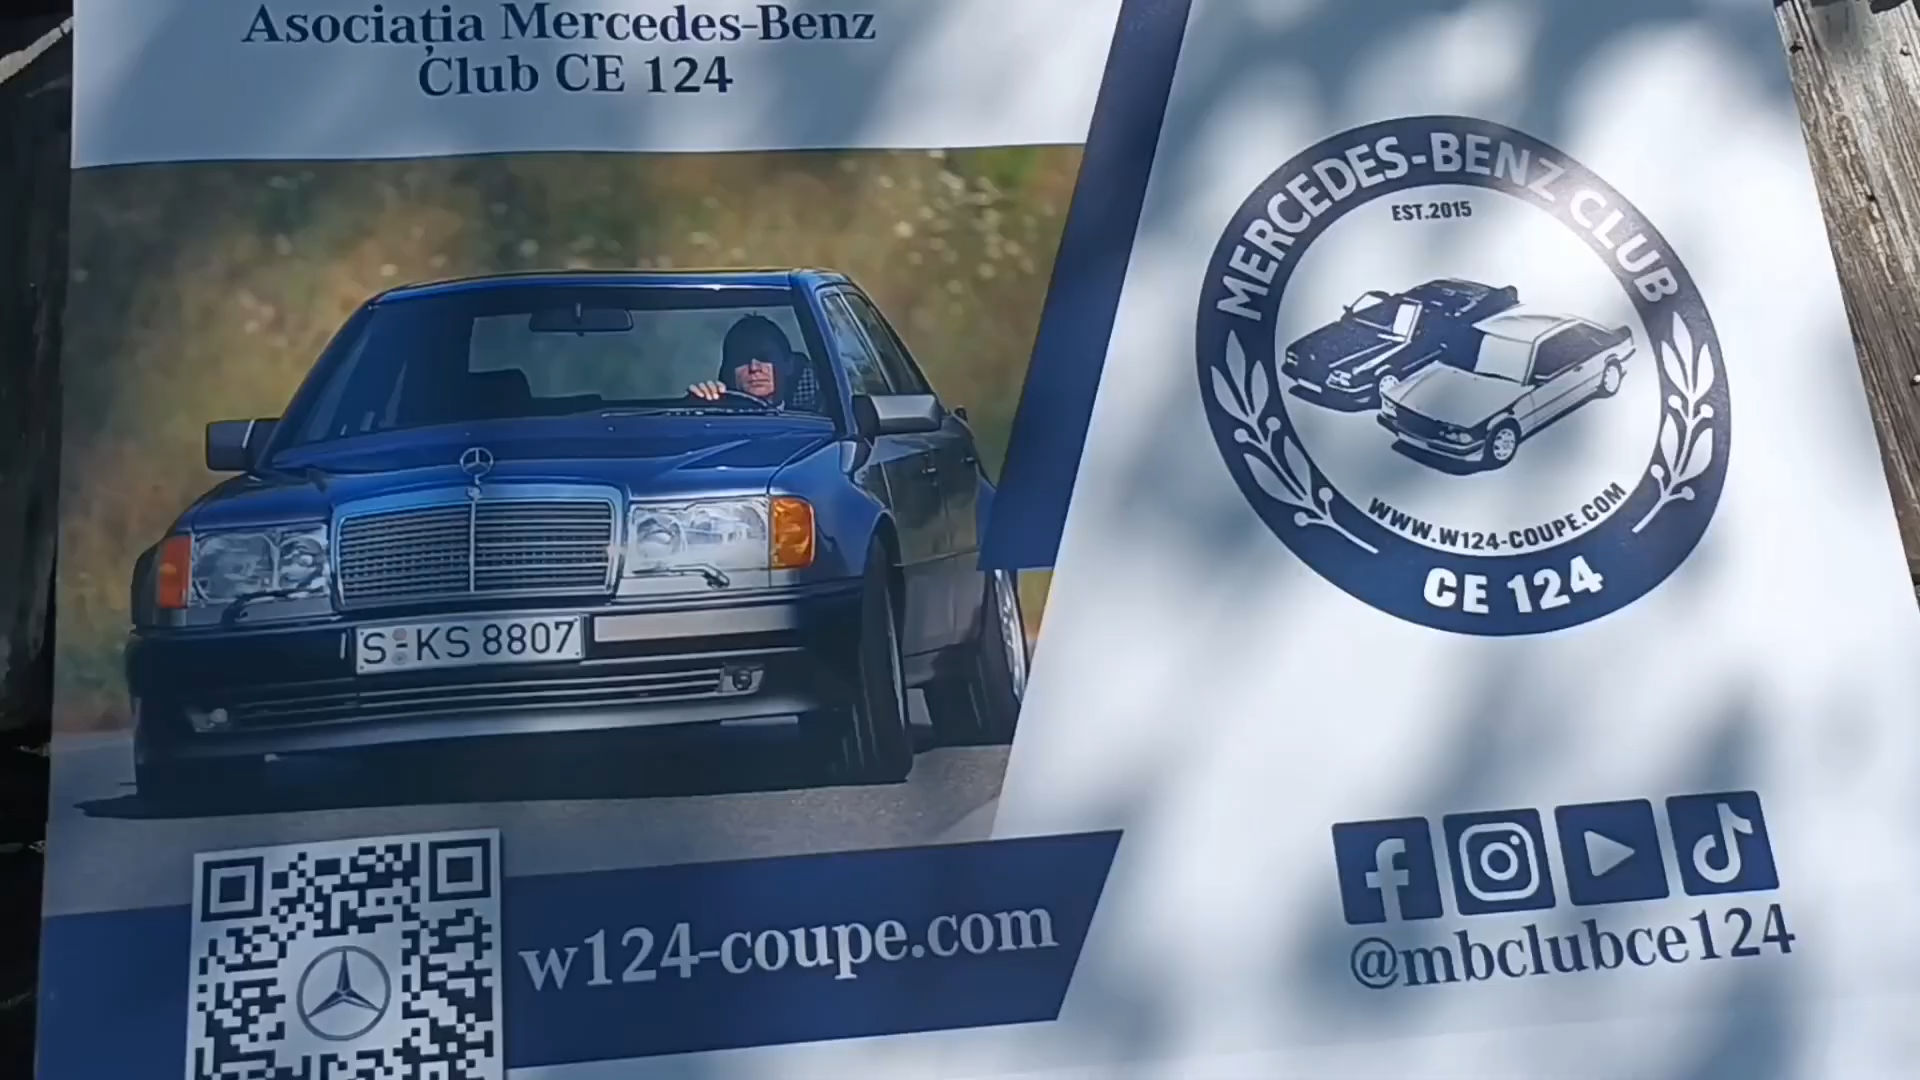 Asociația Mercedes-Benz
Club CE 124
S KS 8807
w124-coupe.com
MERCEDES-BENZ CLUB
EST.2015
WWW.W124-COUPE.COM
CE 124
@mbclubce124